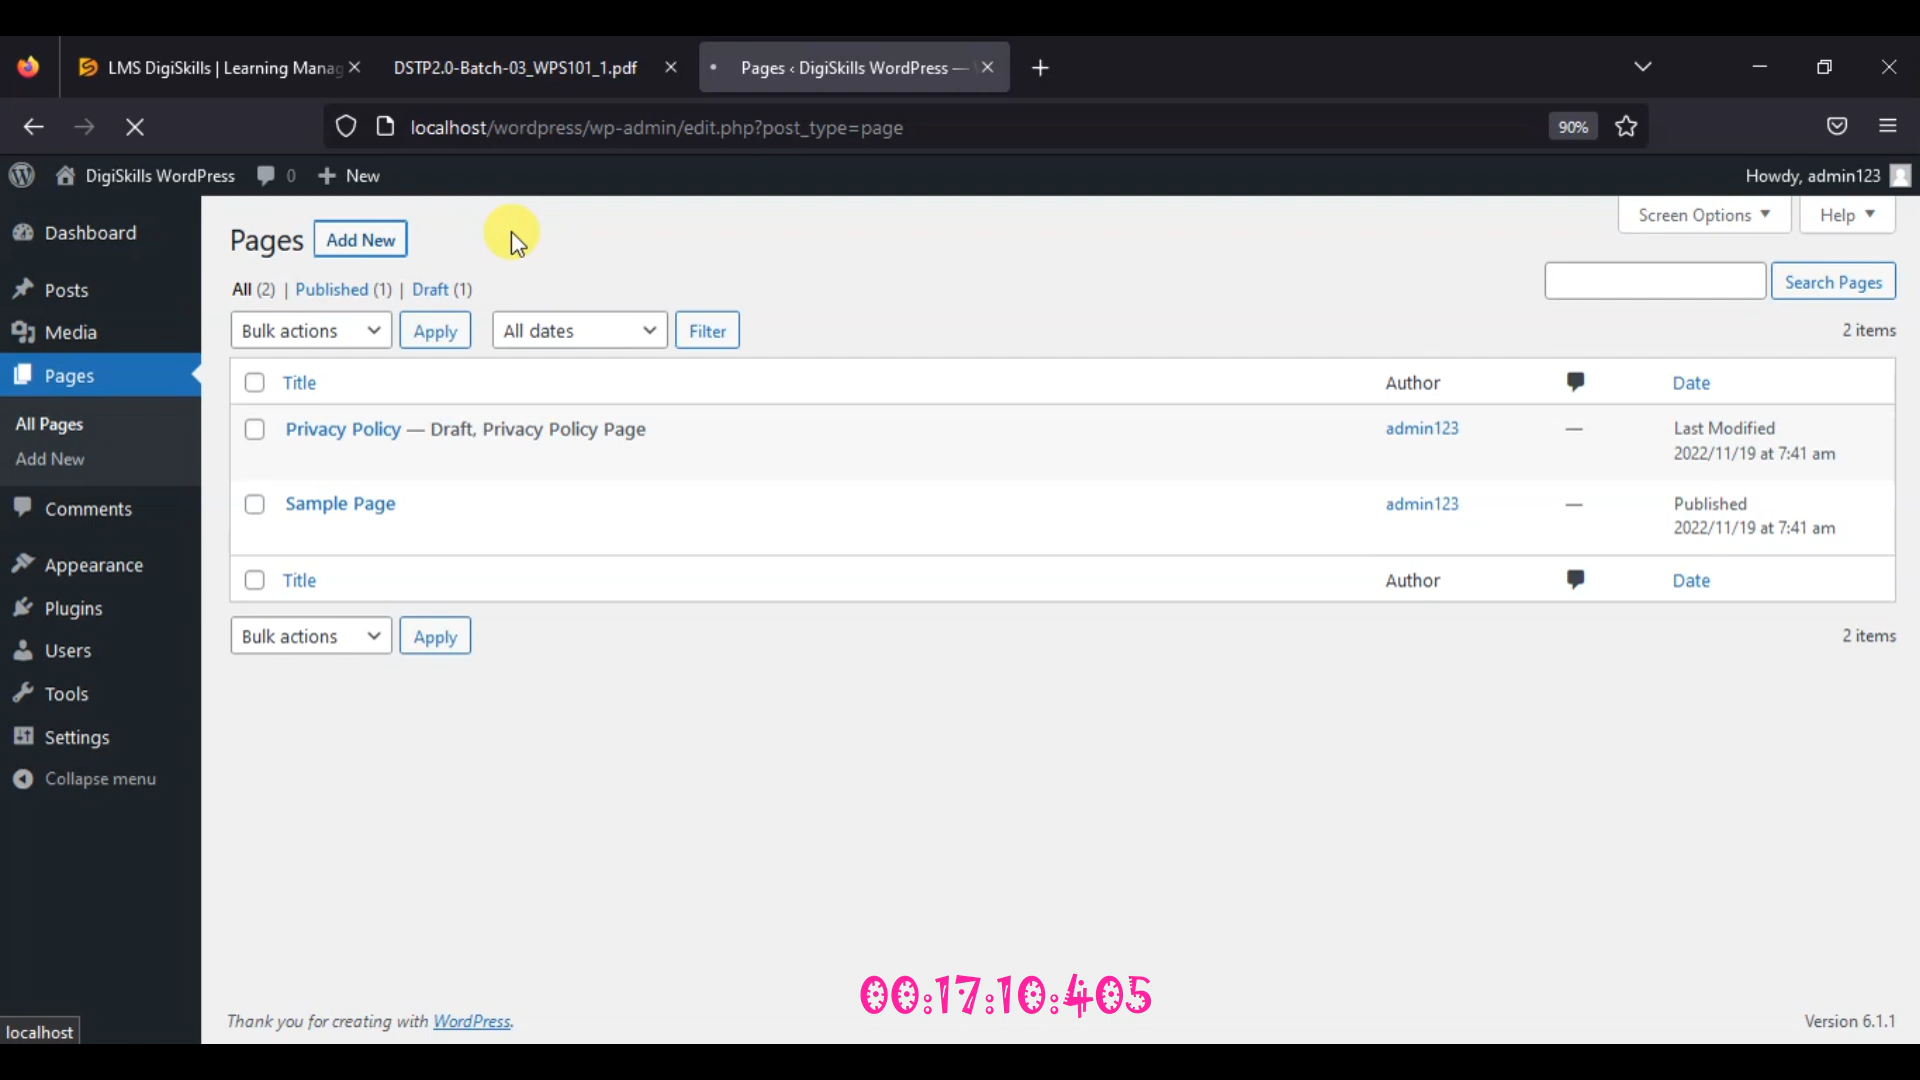 LMS DigiSkills | Learning Manag
DSTP2.0-Batch-03_WPS101_1.pdf
Pages ‹ DigiSkills WordPress —
localhost/wordpress/wp-admin/edit.php?post_type=page
90%
DigiSkills WordPress
0
New
Howdy, admin123
Dashboard
Posts
Media
Pages
All Pages
Add New
Comments
Appearance
Plugins
Users
Tools
Settings
Collapse menu
Screen Options
Help
Pages
Add New
All (2) | Published (1) | Draft (1)
Search Pages
Bulk actions
Apply
All dates
Filter
2 items
Title
Author
Date
Privacy Policy — Draft, Privacy Policy Page
admin123
—
Last Modified
2022/11/19 at 7:41 am
Sample Page
admin123
—
Published
2022/11/19 at 7:41 am
Title
Author
Date
Bulk actions
Apply
2 items
00:17:10:405
Thank you for creating with WordPress.
Version 6.1.1
localhost